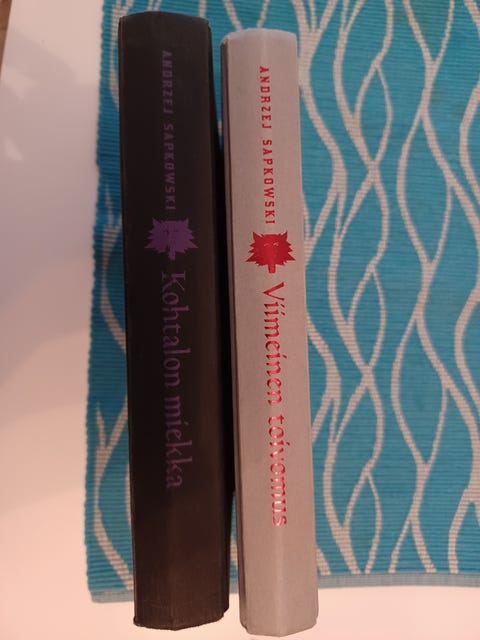 ANDRZEJ SAPKOWSKI
Kohtalon miekka
ANDRZEJ SAPKOWSKI
Viimeinen toivomus